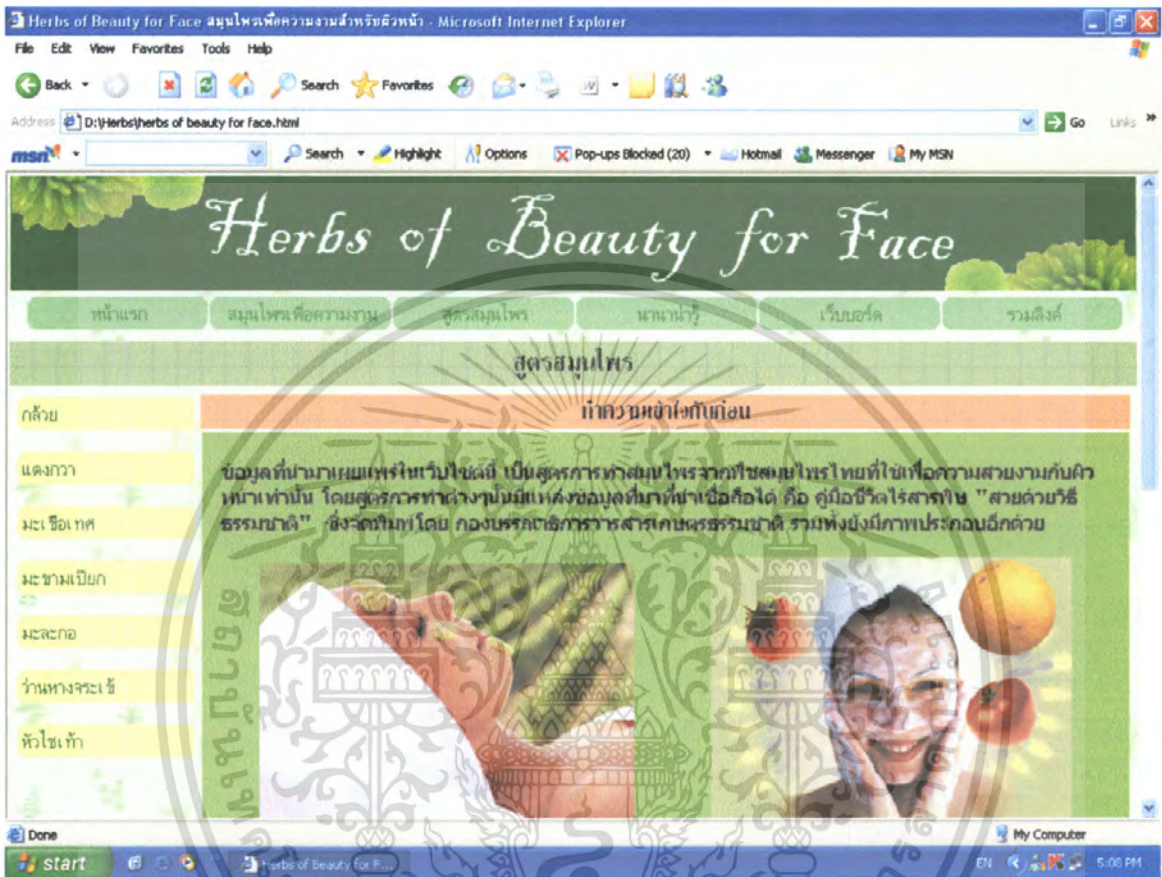 Herbs of Beauty for Face สมุนไพรเพื่อความงามสำหรับผิวหน้า - Microsoft Internet Explorer
File Edit View Favorites Tools Help
Back Search Favorites
Address D:\Herbs\herbs of beauty for face.html Go Links »
msn Search Highlight Options Pop-ups Blocked (20) Hotmail Messenger My MSN
Herbs of Beauty for Face
หน้าแรก สมุนไพรเพื่อความงาม สูตรสมุนไพร นานาน่ารู้ เว็บบอร์ด รวมลิงค์
สูตรสมุนไพร
กล้วย
ทำความเข้าใจกันก่อน
แตงกวา
มะเขือเทศ
มะขามเปียก
มะละกอ
ว่านหางจระเข้
หัวไชเท้า
ข้อมูลที่นำมาเผยแพร่ในเว็บไซต์นี้ เป็นสูตรการทำสมุนไพรจากพืชสมุนไพรไทยที่ใช้เพื่อความสวยงามกับผิว
หน้าเท่านั้น โดยสูตรการทำต่างๆนั้นมีแหล่งข้อมูลที่มาที่น่าเชื่อถือได้ คือ คู่มือชีวิตไร้สารพิษ "สวยด้วยวิธี
ธรรมชาติ" ซึ่งจัดพิมพ์โดย กองบรรณาธิการวารสารเกษตรธรรมชาติ รวมทั้งยังมีภาพประกอบอีกด้วย
Done My Computer
start Herbs of Beauty for F... EN 5:08 PM